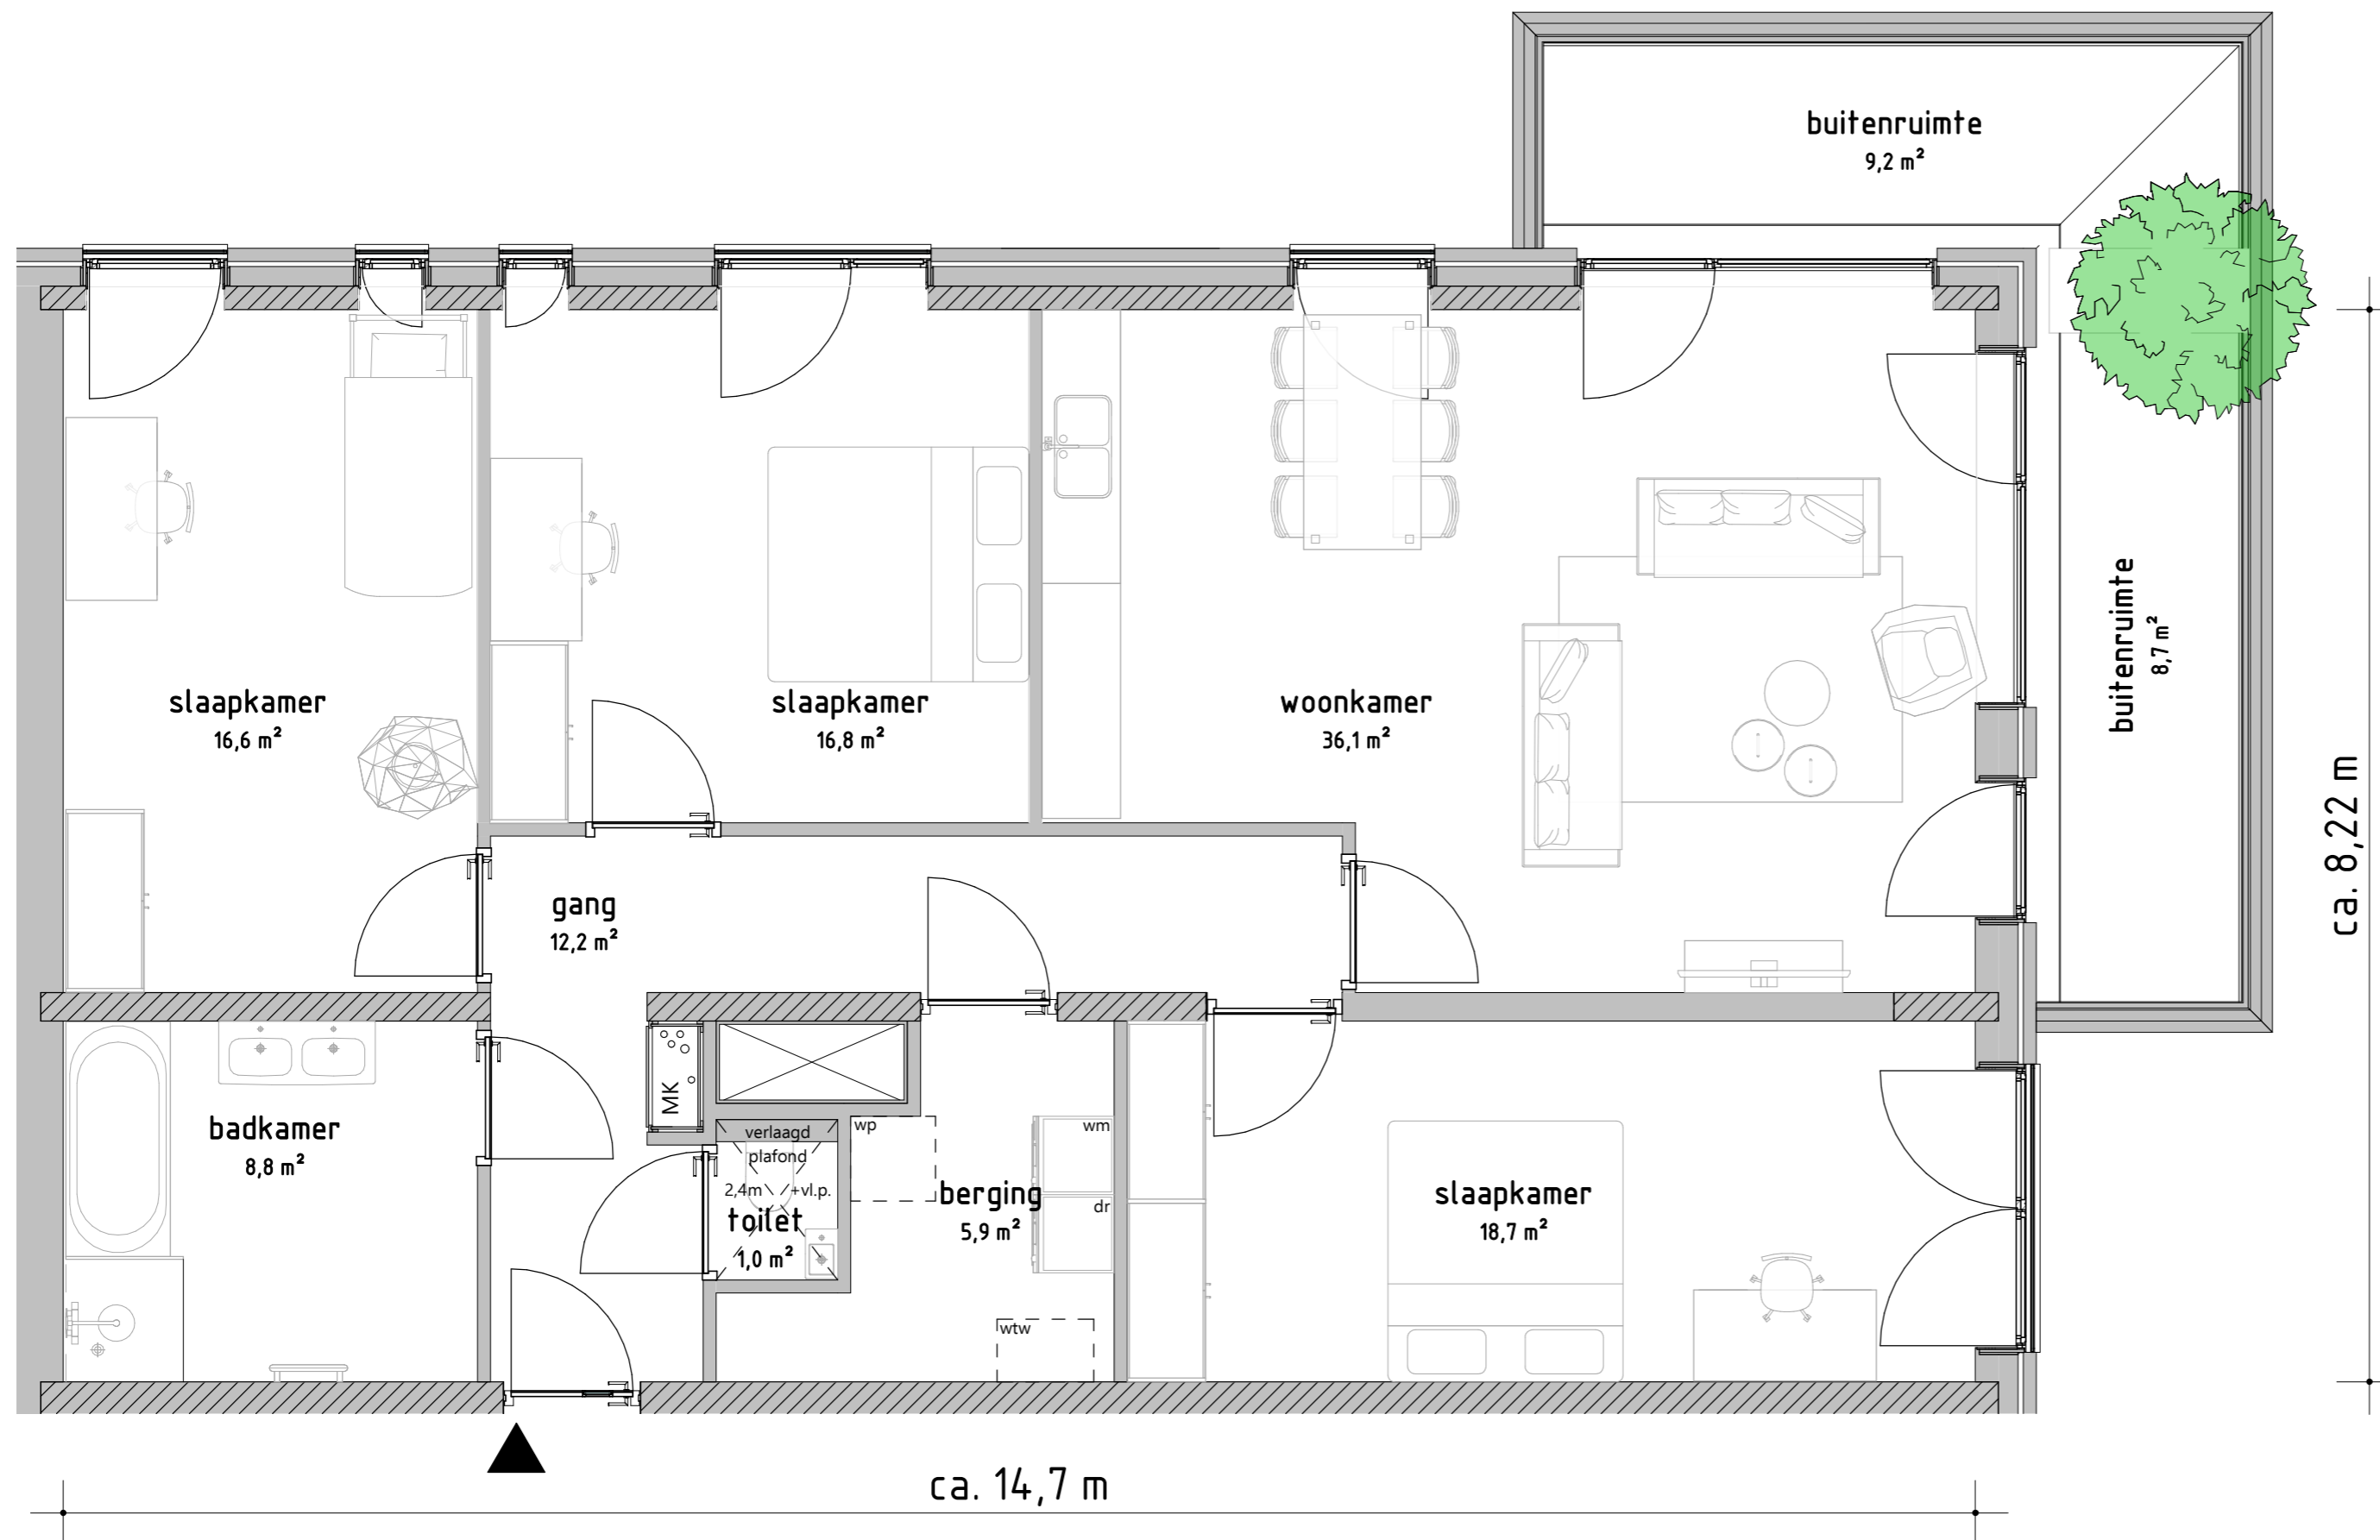 buitenruimte
9,2 m²
buitenruimte
8,7 m²
slaapkamer
16,6 m²
slaapkamer
16,8 m²
woonkamer
36,1 m²
ca. 8,22 m
gang
12,2 m²
MK
badkamer
8,8 m²
verlaagd
plafond
2,4m +vl.p.
toilet
1,0 m²
wp
wm
berging
5,9 m²
dr
wtw
slaapkamer
18,7 m²
ca. 14,7 m